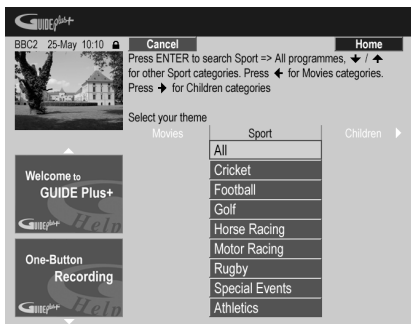 GUIDE Plus+
BBC2 25-May 10:10 Cancel Home
Press ENTER to search Sport => All programmes, ↓ / ↑
for other Sport categories. Press ← for Movies categories.
Press → for Children categories
Select your theme
Movies Sport Children
All
Cricket
Football
Golf
Horse Racing
Motor Racing
Rugby
Special Events
Athletics
Welcome to
GUIDE Plus+
GUIDE Plus+ Help
One-Button
Recording
GUIDE Plus+ Help